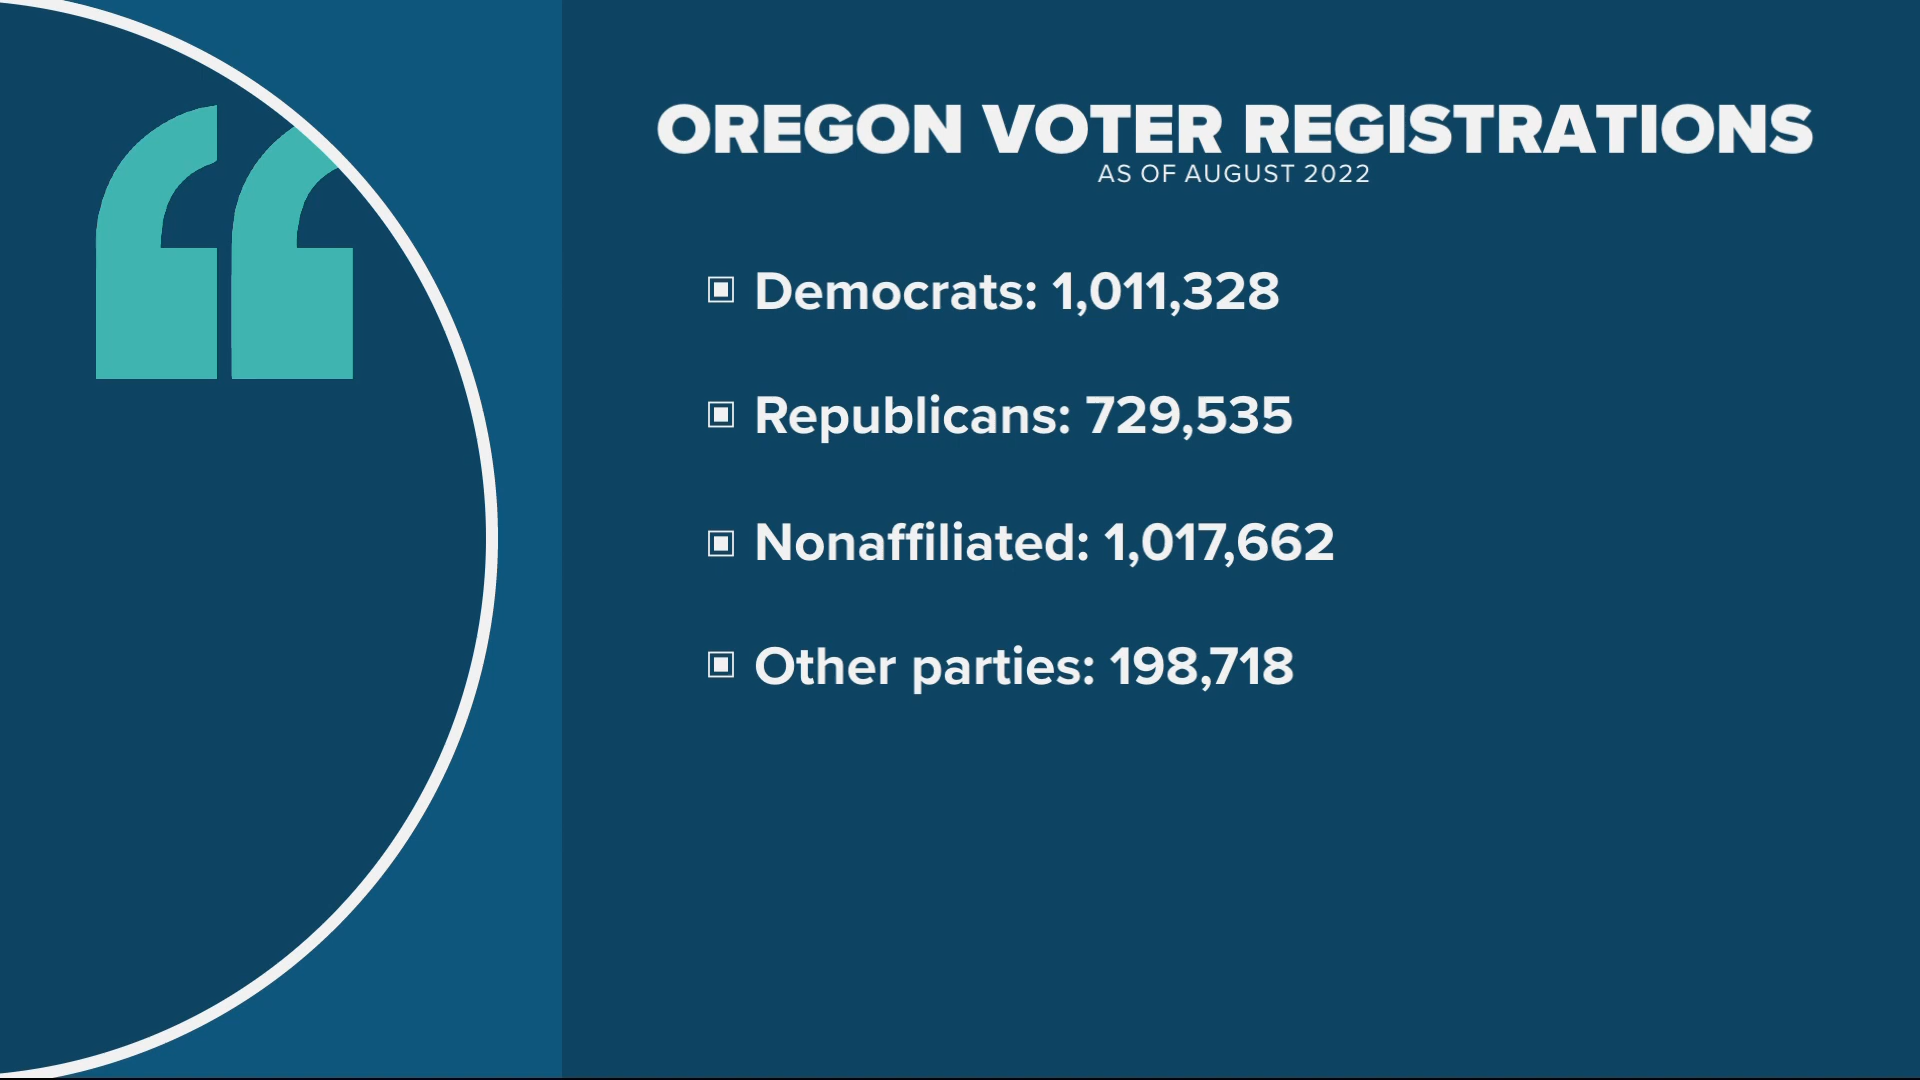 OREGON VOTER REGISTRATIONS
AS OF AUGUST 2022
Democrats: 1,011,328
Republicans: 729,535
Nonaffiliated: 1,017,662
Other parties: 198,718